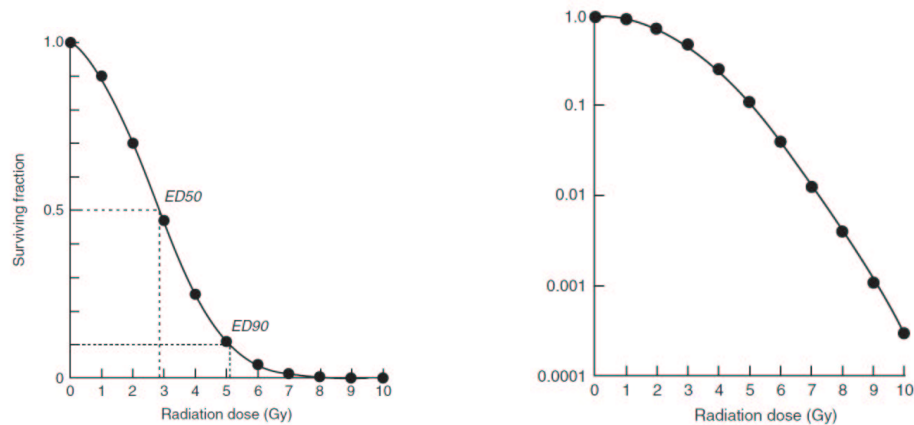 1.0
Surviving fraction
ED50
0.5
ED90
0
0 1 2 3 4 5 6 7 8 9 10
Radiation dose (Gy)
1.0
0.1
0.01
0.001
0.0001
0 1 2 3 4 5 6 7 8 9 10
Radiation dose (Gy)